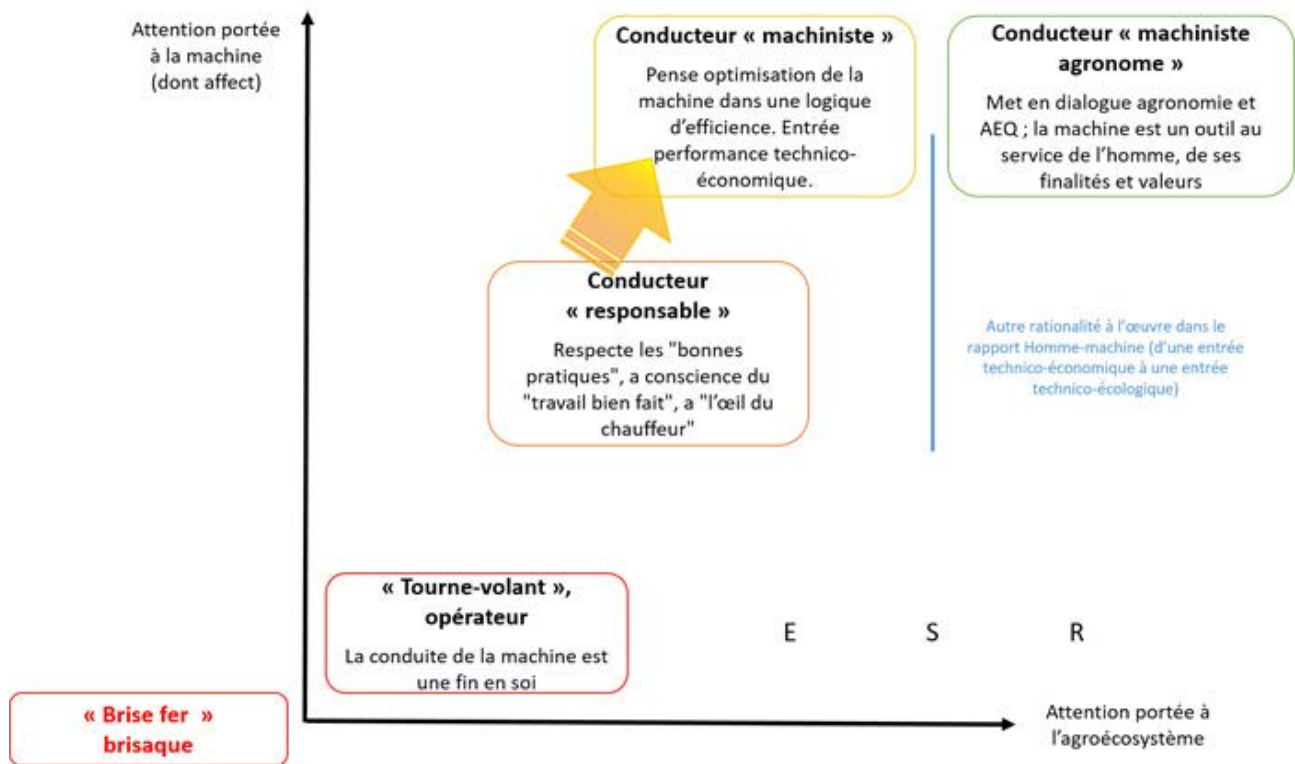 Attention portée
à la machine
(dont affect)
Conducteur « machiniste »
Pense optimisation de la
machine dans une logique
d’efficience. Entrée
performance technico-
économique.
Conducteur « machiniste
agronome »
Met en dialogue agronomie et
AEQ ; la machine est un outil au
service de l’homme, de ses
finalités et valeurs
Conducteur
« responsable »
Respecte les "bonnes
pratiques", a conscience du
"travail bien fait", a "l’œil du
chauffeur"
Autre rationalité à l’œuvre dans le
rapport Homme-machine (d’une entrée
technico-économique à une entrée
technico-écologique)
« Tourne-volant »,
opérateur
La conduite de la machine est
une fin en soi
E S R
« Brise fer »
brisaque
Attention portée à
l’agroécosystème